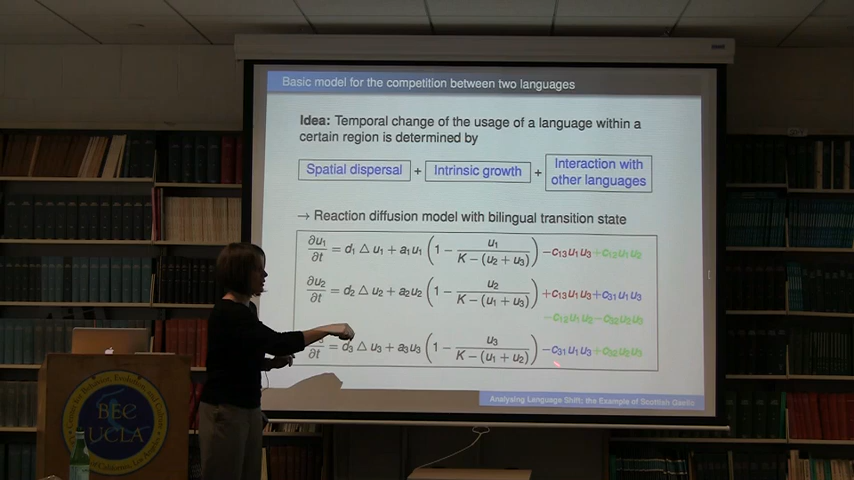 Basic model for the competition between two languages
Idea: Temporal change of the usage of a language within a
certain region is determined by
Spatial dispersal + Intrinsic growth + Interaction with
other languages
→ Reaction diffusion model with bilingual transition state
∂u₁/∂t = d₁ △ u₁ + a₁u₁ (1 − u₁/(K − (u₂ + u₃))) −c₁₃u₁u₃+c₁₂u₁u₂
∂u₂/∂t = d₂ △ u₂ + a₂u₂ (1 − u₂/(K − (u₁ + u₃))) +c₁₃u₁u₃+c₃₁u₁u₃
−c₁₂u₁u₂−c₃₂u₂u₃
∂t = d₃ △ u₃ + a₃u₃ (1 − u₃/(K − (u₁ + u₂))) −c₃₁u₁u₃+c₃₂u₂u₃
Analysing Language Shift: the Example of Scottish Gaelic
BEC
UCLA